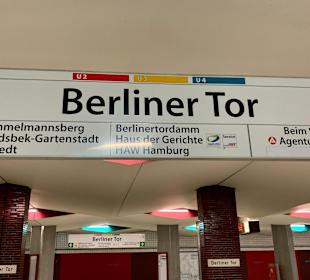 U2 U3 U4
Berliner Tor
mmelmannsberg
dsbek-Gartenstadt
edt
Berlinertordamm
Haus der Gerichte
HAW Hamburg
Service
Beim
Agentu
Berliner Tor
Berliner Tor